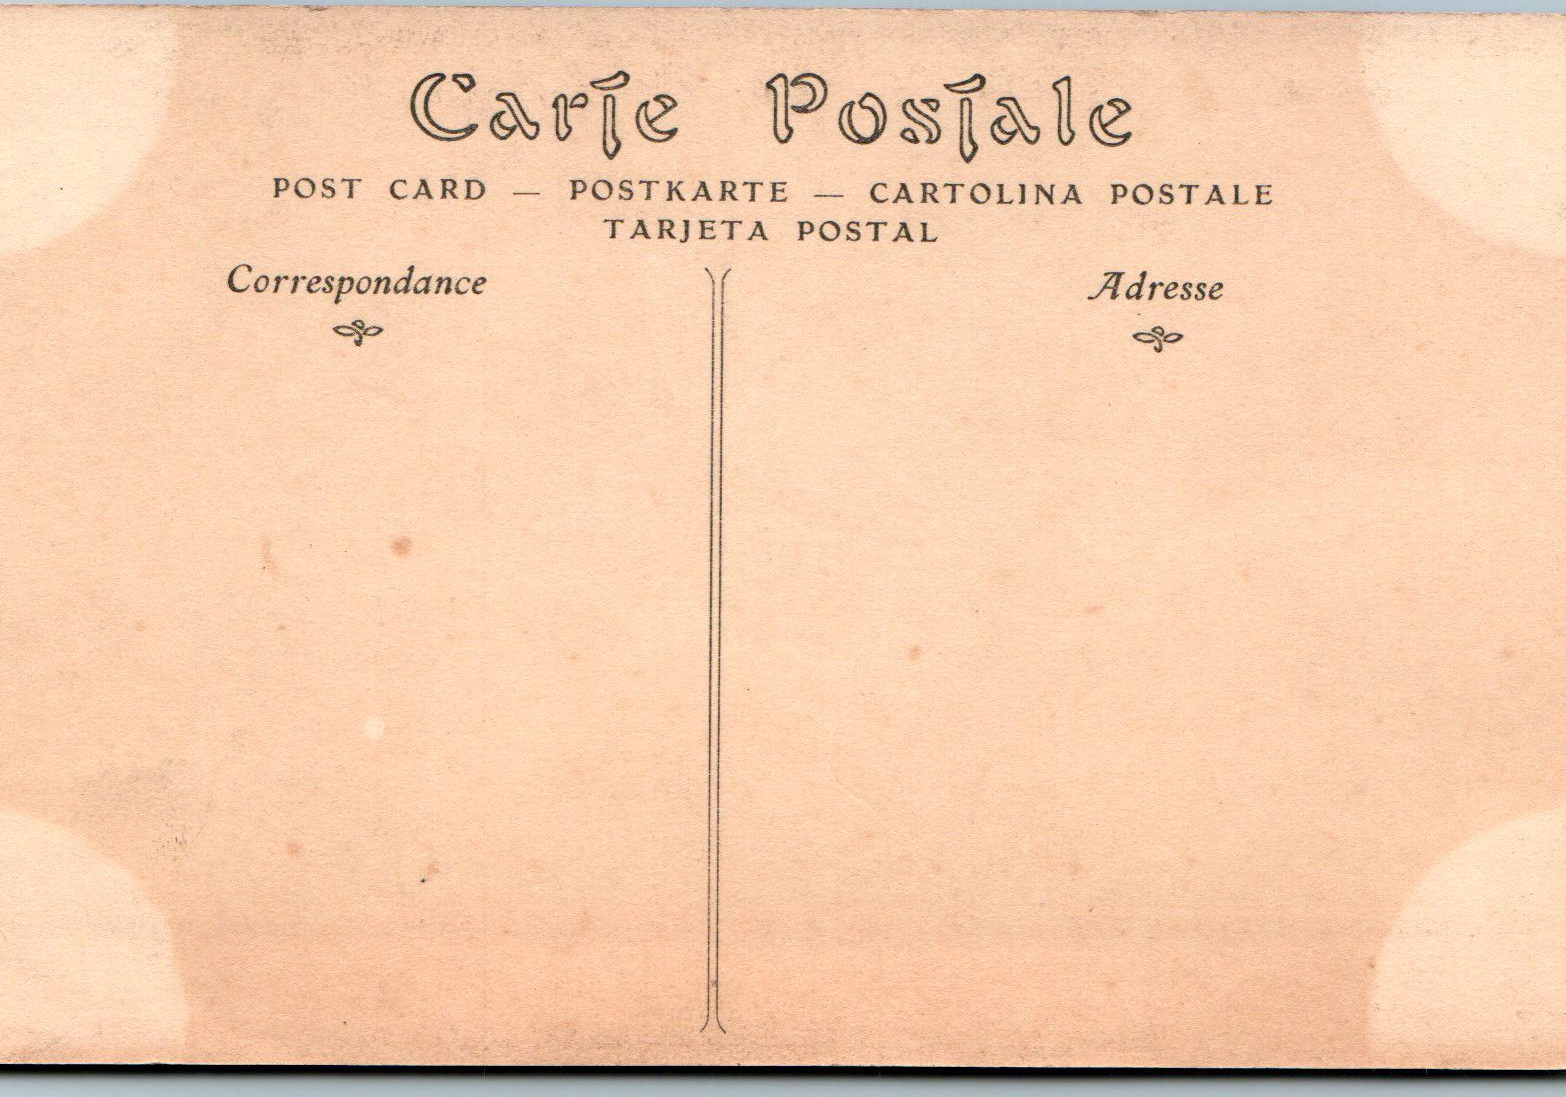 Carte Postale
POST CARD — POSTKARTE — CARTOLINA POSTALE
TARJETA POSTAL
Correspondance
Adresse